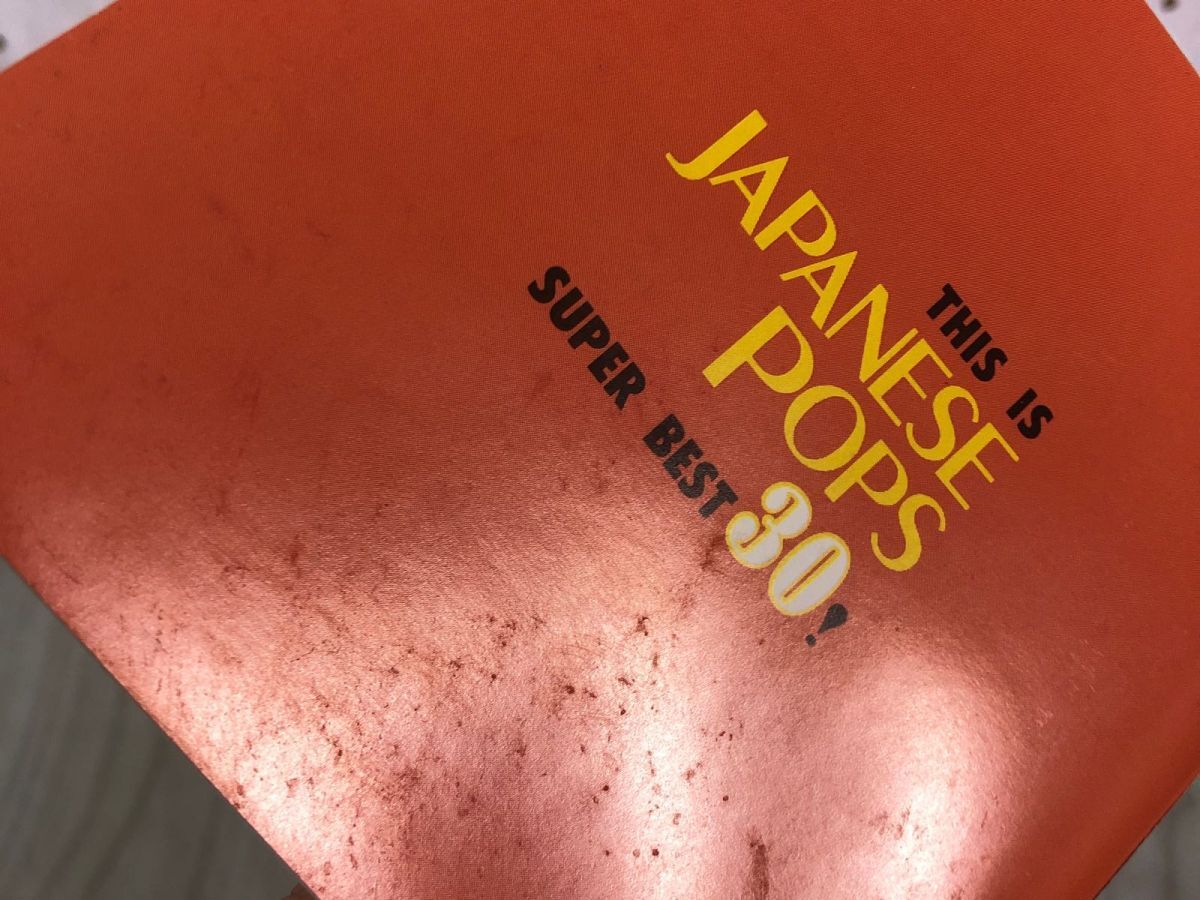 THIS IS
JAPANESE
POPS
SUPER BEST 30!